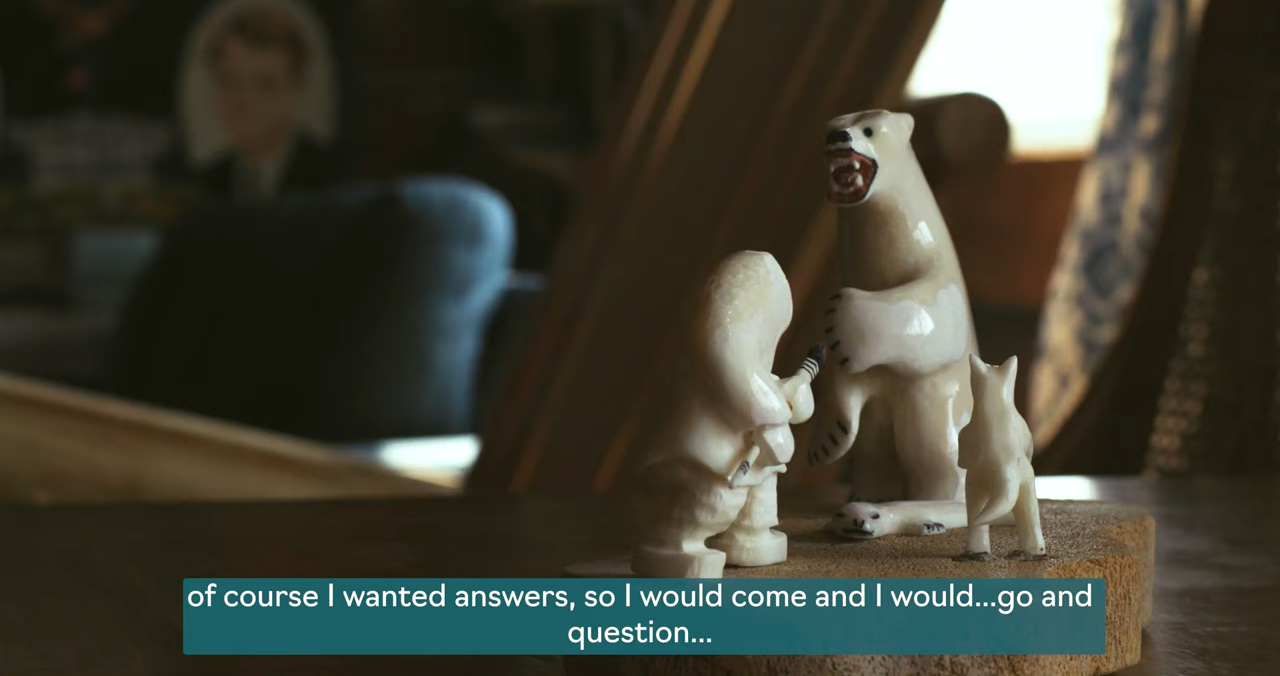 of course I wanted answers, so I would come and I would...go and
question...